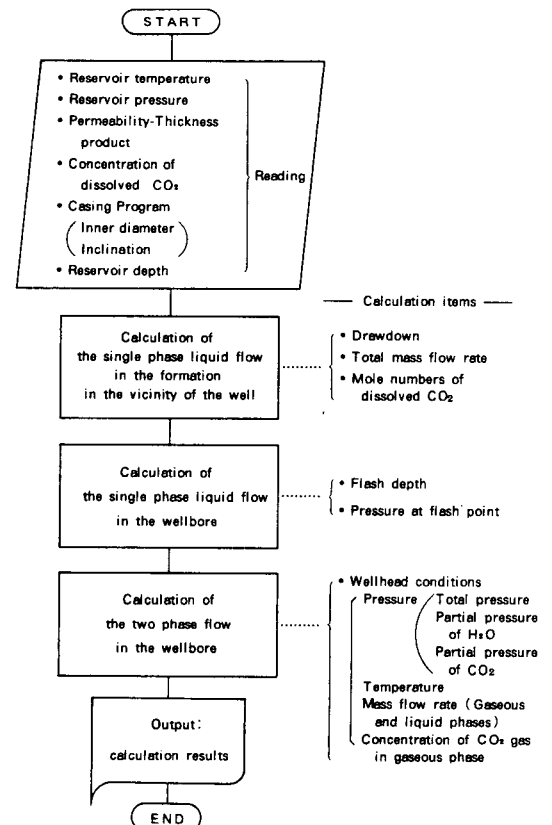 START
• Reservoir temperature
• Reservoir pressure
• Permeability-Thickness
product
• Concentration of
dissolved CO₂
• Casing Program
(Inner diameter
Inclination)
• Reservoir depth
Reading
Calculation items
Calculation of
the single phase liquid flow
in the formation
in the vicinity of the well
• Drawdown
• Total mass flow rate
• Mole numbers of
dissolved CO₂
Calculation of
the single phase liquid flow
in the wellbore
• Flash depth
• Pressure at flash point
Calculation of
the two phase flow
in the wellbore
• Wellhead conditions
Pressure (Total pressure
Partial pressure
of H₂O
Partial pressure
of CO₂
Temperature
Mass flow rate (Gaseous
and liquid phases)
Concentration of CO₂ gas
in gaseous phase
Output:
calculation results
END